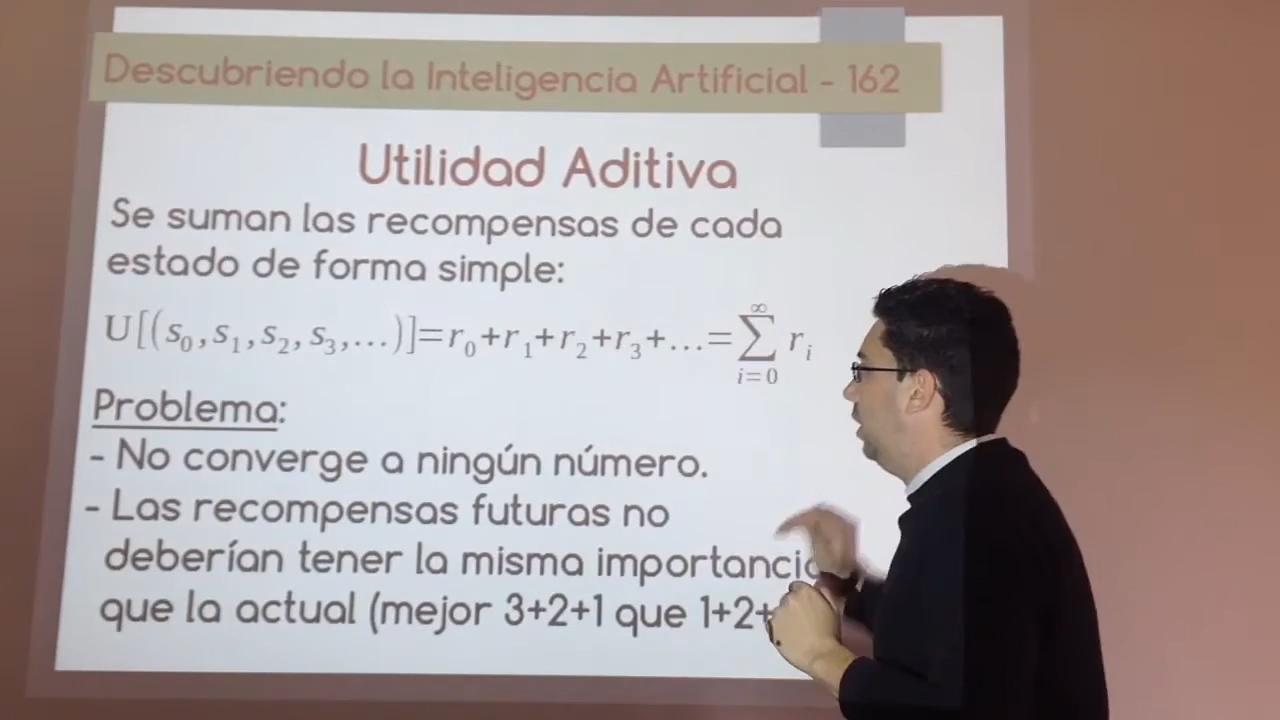 Descubriendo la Inteligencia Artificial - 162
Utilidad Aditiva
Se suman las recompensas de cada
estado de forma simple:
U[(s₀,s₁,s₂,s₃,...)]=r₀+r₁+r₂+r₃+...=∑ᵢ₌₀^∞ rᵢ
Problema:
- No converge a ningún número.
- Las recompensas futuras no
deberían tener la misma importancia
que la actual (mejor 3+2+1 que 1+2+